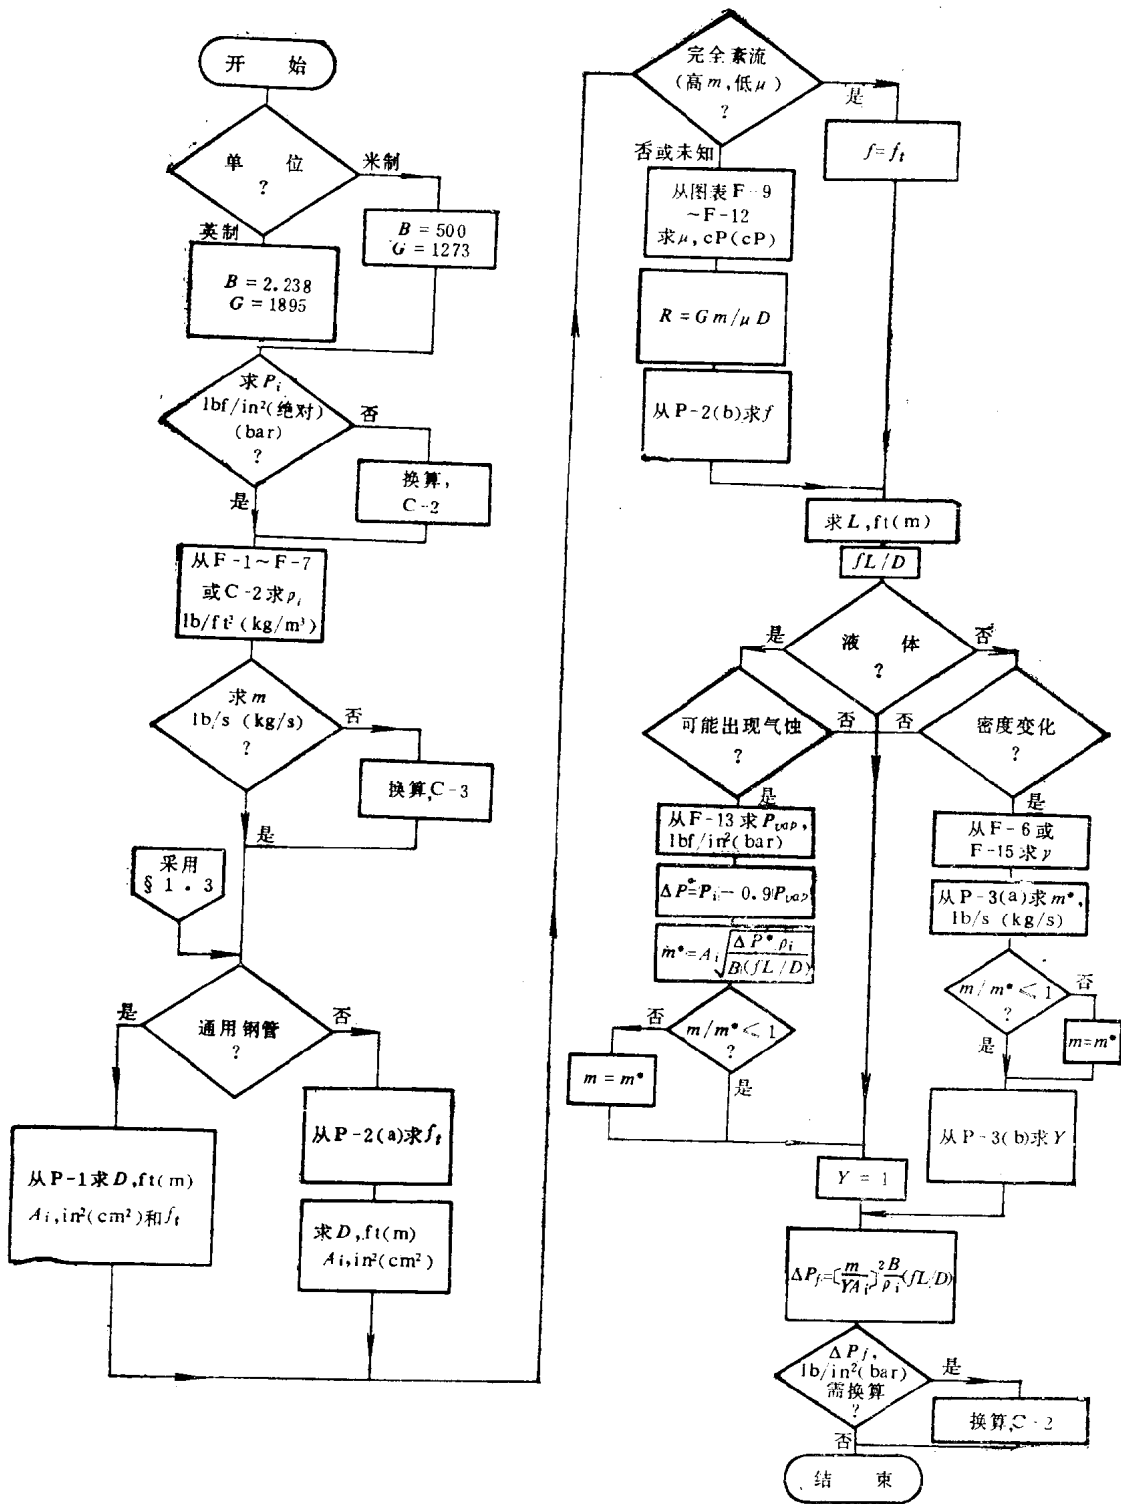 开 始
单 位
?
米制
英制
B = 500
G = 1273
B = 2.238
G = 1895
求 Pi
lbf/in²(绝对)
(bar)
?
否
是
换算,
C-2
从F-1~F-7
或C-2求ρi
lb/ft³(kg/m³)
求 m
lb/s (kg/s)
?
否
是
换算,C-3
采用
§ 1.3
通用钢管
?
是
否
从P-1求D,ft(m)
Ai,in²(cm²)和ft
从P-2(a)求ft
求D,ft(m)
Ai,in²(cm²)
完全紊流
(高m,低μ)
?
是
否或未知
f=ft
从图表F-9
~F-12
求μ,cP(cP)
R=Gm/μD
从P-2(b)求f
求L,ft(m)
fL/D
液 体
?
是
否
可能出现气蚀
?
否
否
密度变化
?
是
是
从F-13求Pvap,
lbf/in²(bar)
ΔP*=Pi-0.9Pvap
m*=Ai√(ΔP*ρi/B(fL/D))
m/m*≤1
?
否
是
m=m*
从F-6或
F-15求γ
从P-3(a)求m*,
lb/s (kg/s)
m/m*≤1
?
否
是
m=m*
从P-3(b)求Y
Y = 1
ΔPf=[m/YAi]²B/ρi(fL/D)
ΔPf,
lb/in²(bar)
需换算
?
是
否
换算,C-2
结 束